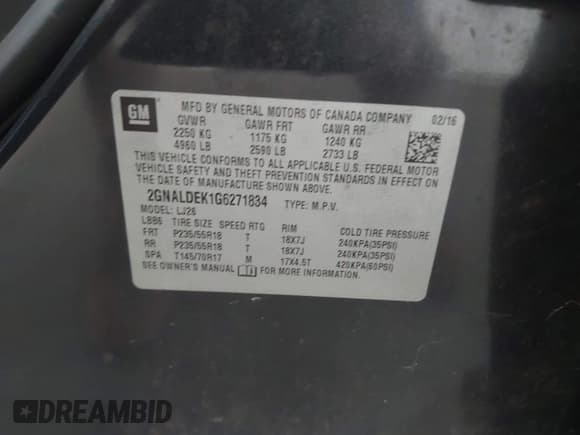 GM
MFD BY GENERAL MOTORS OF CANADA COMPANY 02/16
GVWR GAWR FRT GAWR RR
2250 KG 1175 KG 1240 KG
4960 LB 2590 LB 2733 LB
THIS VEHICLE CONFORMS TO ALL APPLICABLE U.S. FEDERAL MOTOR
VEHICLE SAFETY AND THEFT PREVENTION STANDARDS IN EFFECT
ON THE DATE OF MANUFACTURE SHOWN ABOVE.
2GNALDEK1G6271834 TYPE: M.P.V.
MODEL: LJ26
LBB6 TIRE SIZE SPEED RTG RIM COLD TIRE PRESSURE
FRT P235/55R18 T 18X7J 240KPA(35PSI)
RR P235/55R18 T 18X7J 240KPA(35PSI)
SPA T145/70R17 M 17X4.5T 420KPA(60PSI)
SEE OWNER'S MANUAL FOR MORE INFORMATION.
DREAMBID